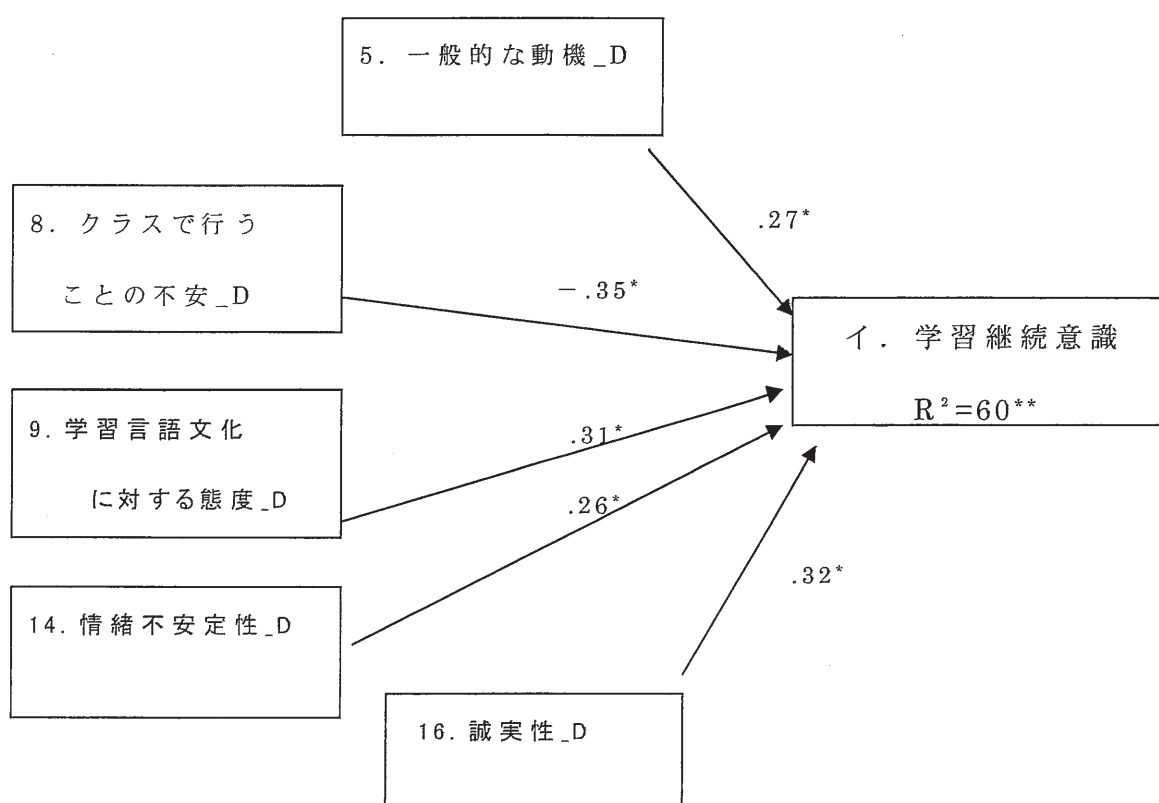 5. 一般的な動機_D
.27*
8. クラスで行う
ことの不安_D
－.35*
イ. 学習継続意識
R²=60**
9. 学習言語文化
に対する態度_D
.31*
.26*
14. 情緒不安定性_D
.32*
16. 誠実性_D